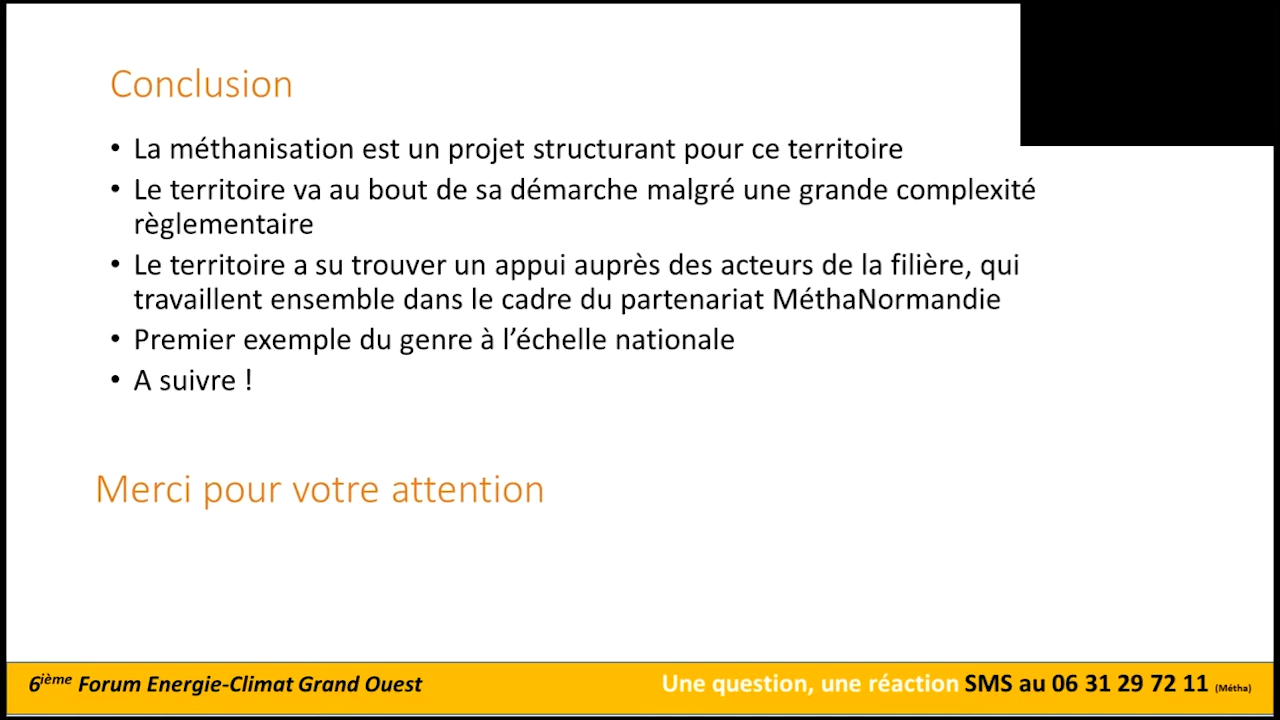 Conclusion
• La méthanisation est un projet structurant pour ce territoire
• Le territoire va au bout de sa démarche malgré une grande complexité
règlementaire
• Le territoire a su trouver un appui auprès des acteurs de la filière, qui
travaillent ensemble dans le cadre du partenariat MéthaNormandie
• Premier exemple du genre à l’échelle nationale
• A suivre !
Merci pour votre attention
6ième Forum Energie-Climat Grand Ouest
Une question, une réaction SMS au 06 31 29 72 11 (Métha)